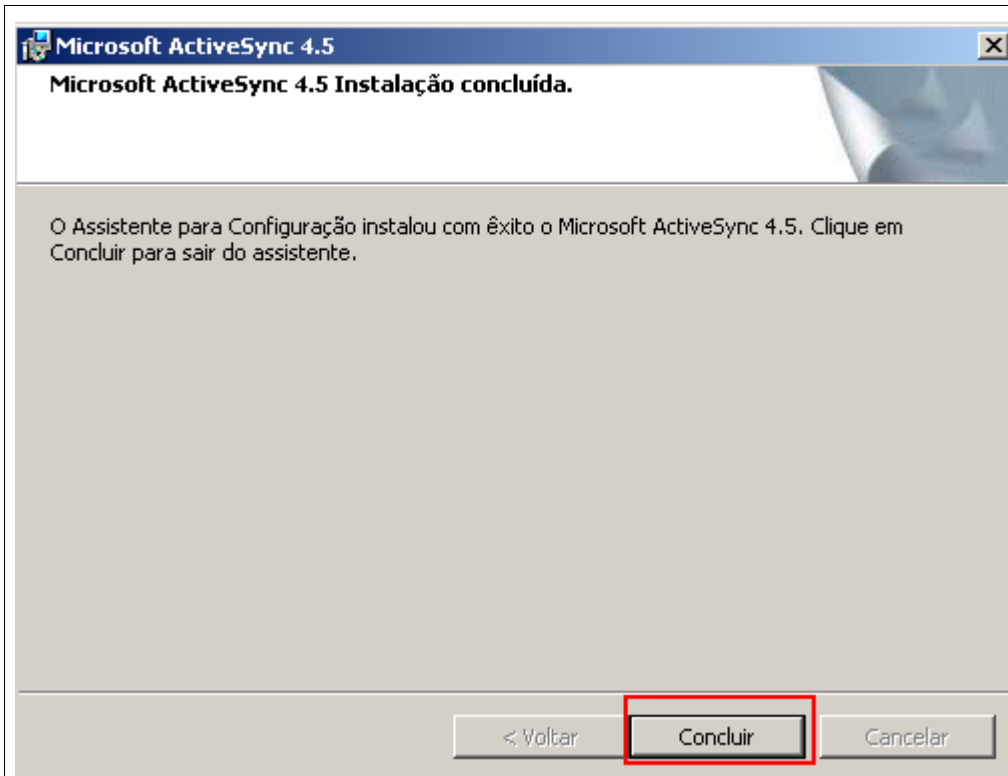 Microsoft ActiveSync 4.5
Microsoft ActiveSync 4.5 Instalação concluída.
O Assistente para Configuração instalou com êxito o Microsoft ActiveSync 4.5. Clique em
Concluir para sair do assistente.
< Voltar Concluir Cancelar